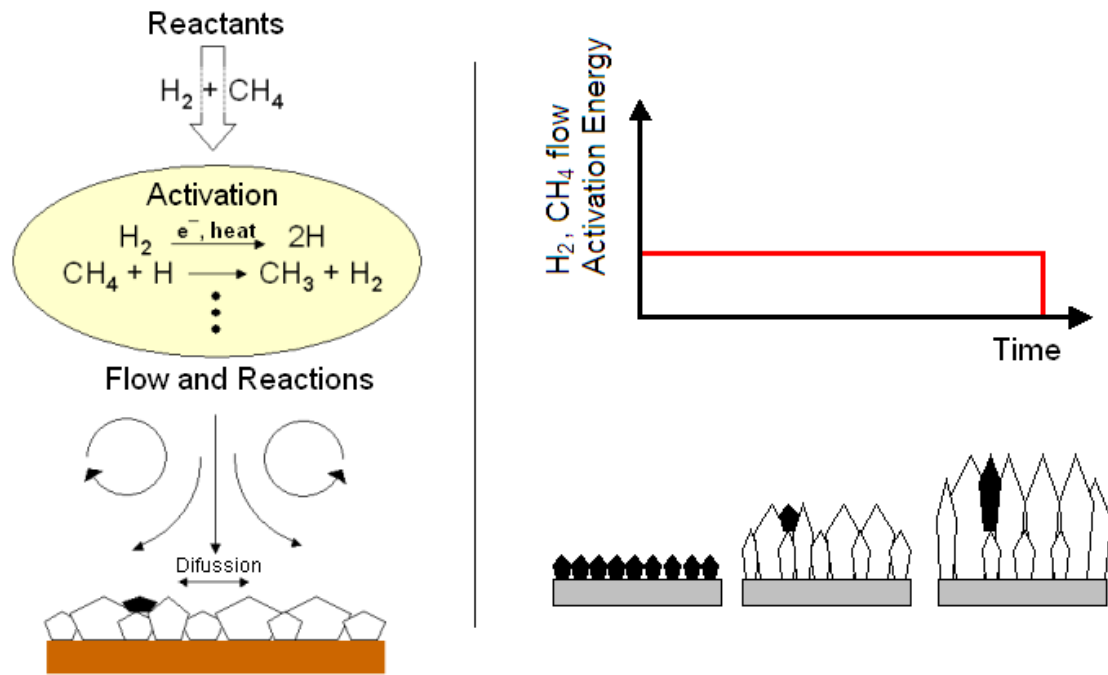 Reactants
H₂ + CH₄
Activation
H₂ e⁻, heat 2H
CH₄ + H → CH₃ + H₂
Flow and Reactions
Difussion
H₂, CH₄ flow
Activation Energy
Time